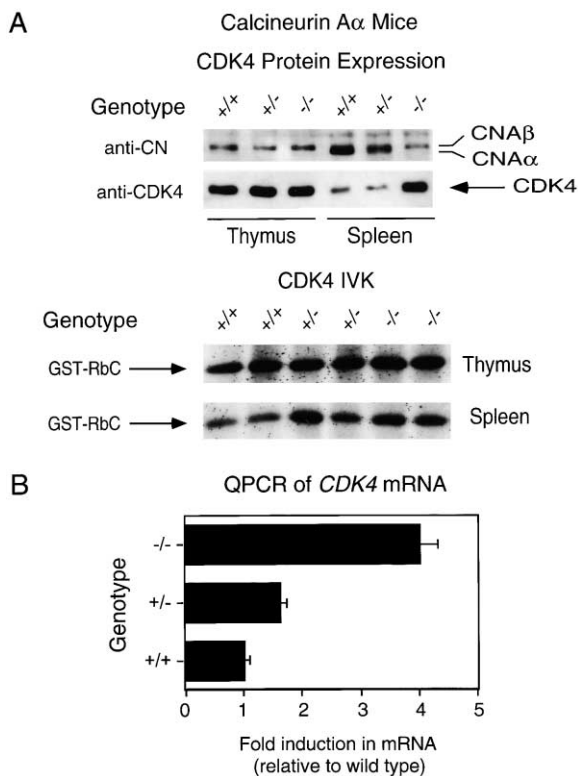 A
Calcineurin Aα Mice
CDK4 Protein Expression
Genotype +/+ +/- -/- +/+ +/- -/-
anti-CN CNAβ
CNAα
anti-CDK4 CDK4
Thymus Spleen
CDK4 IVK
Genotype +/+ +/+ +/- +/- -/- -/-
GST-RbC Thymus
GST-RbC Spleen
B
QPCR of CDK4 mRNA
Genotype
-/-
+/-
+/+
0 1 2 3 4 5
Fold induction in mRNA
(relative to wild type)